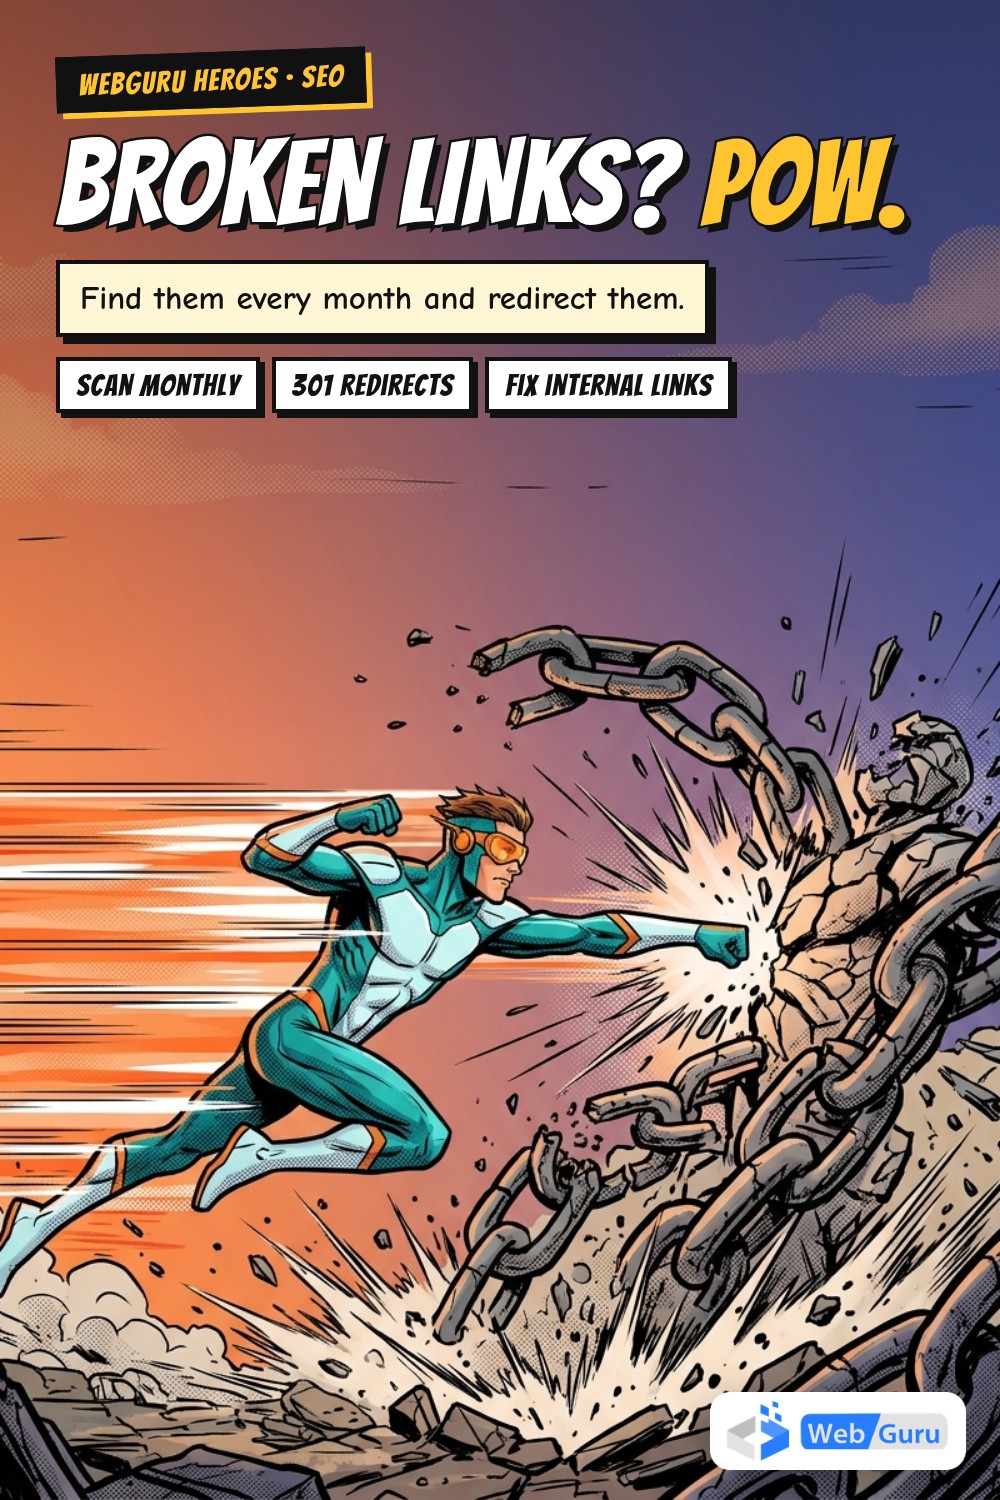 WEBGURU HEROES · SEO
BROKEN LINKS? POW.
Find them every month and redirect them.
SCAN MONTHLY
301 REDIRECTS
FIX INTERNAL LINKS
Web Guru